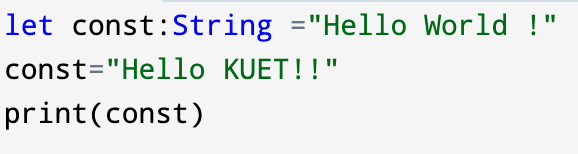 let const:String ="Hello World !"
const="Hello KUET!!"
print(const)